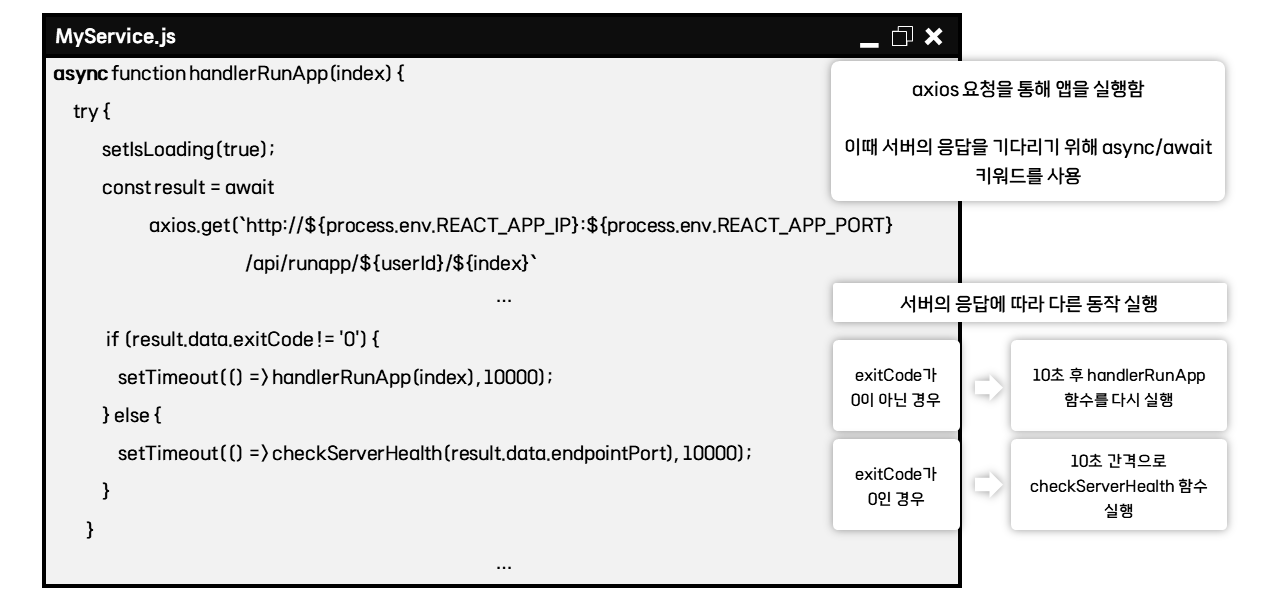 MyService.js
async function handlerRunApp(index) {
try {
setIsLoading(true);
const result = await
axios.get(`http://${process.env.REACT_APP_IP}:${process.env.REACT_APP_PORT}
/api/runapp/${userId}/${index}`
...
if (result.data.exitCode != '0') {
setTimeout(() => handlerRunApp(index), 10000);
} else {
setTimeout(() => checkServerHealth(result.data.endpointPort), 10000);
}
}
...
axios 요청을 통해 앱을 실행함
이때 서버의 응답을 기다리기 위해 async/await
키워드를 사용
서버의 응답에 따라 다른 동작 실행
exitCode가
0이 아닌 경우
10초 후 handlerRunApp
함수를 다시 실행
exitCode가
0인 경우
10초 간격으로
checkServerHealth 함수
실행